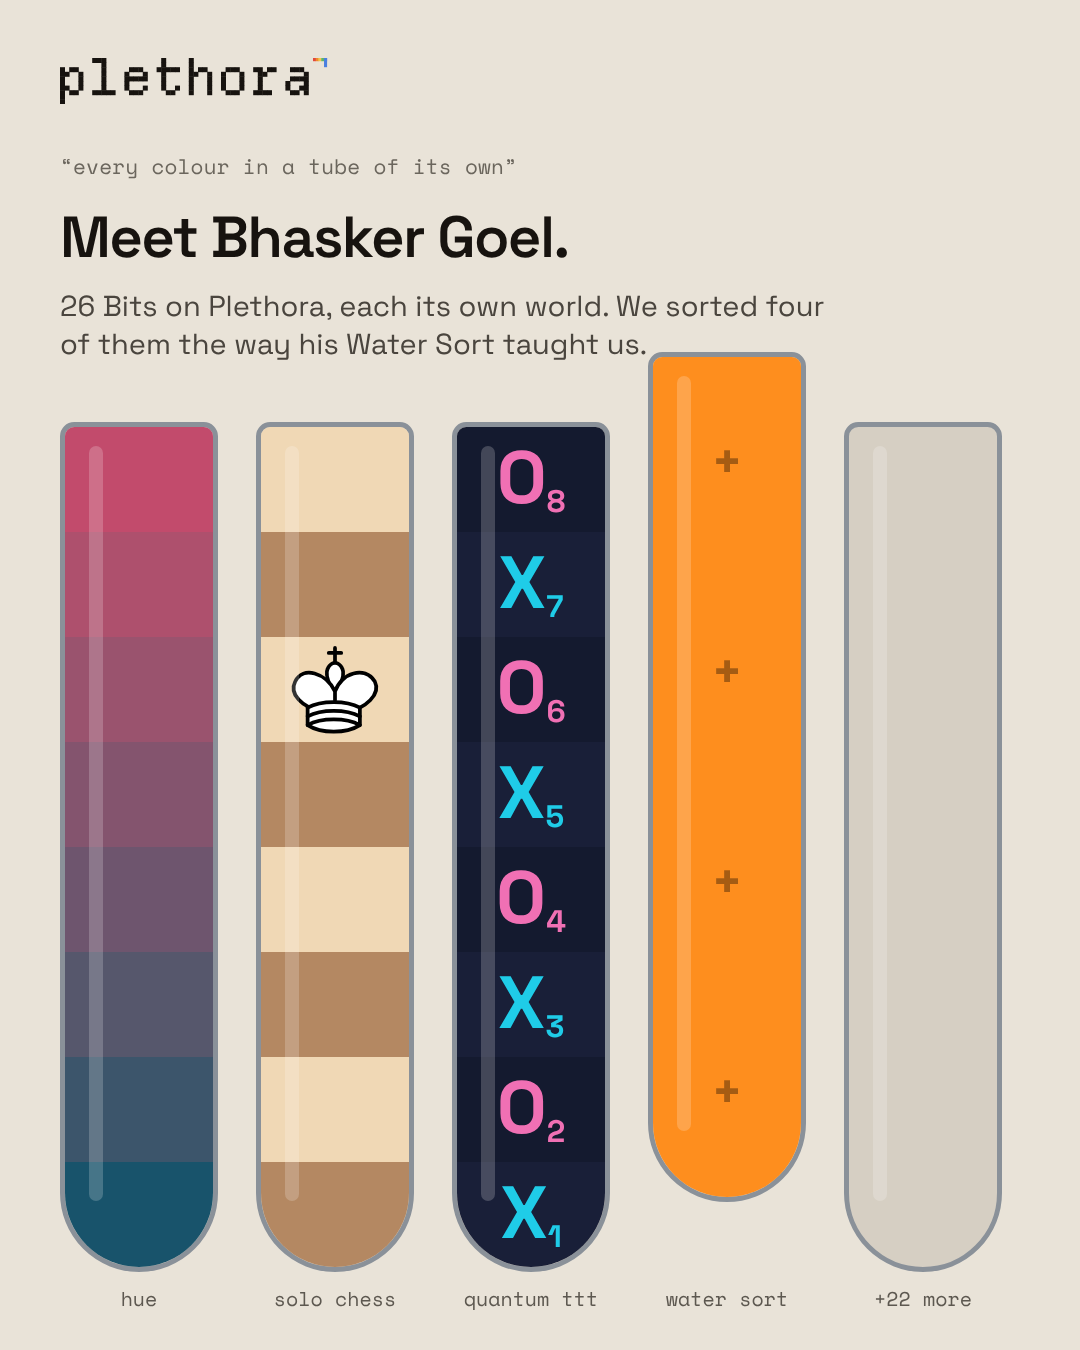 plethora
“every colour in a tube of its own”
Meet Bhasker Goel.
26 Bits on Plethora, each its own world. We sorted four
of them the way his Water Sort taught us.
O8
X7
O6
X5
O4
X3
O2
X1
+
+
+
+
hue
solo chess
quantum ttt
water sort
+22 more